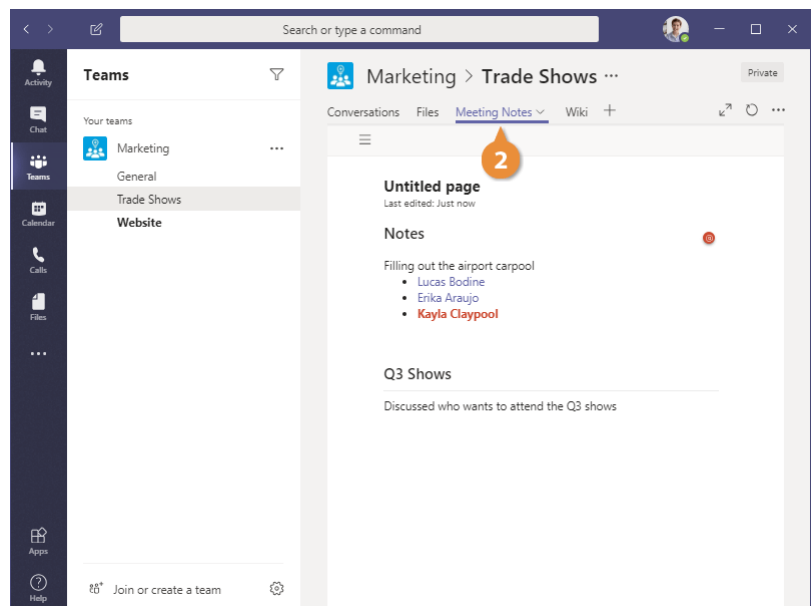 Search or type a command
Activity
Chat
Teams
Calendar
Calls
Files
Apps
Help
Teams
Your teams
Marketing
General
Trade Shows
Website
Join or create a team
Marketing > Trade Shows
Private
Conversations Files Meeting Notes Wiki
2
Untitled page
Last edited: Just now
Notes
Filling out the airport carpool
• Lucas Bodine
• Erika Araujo
• Kayla Claypool
Q3 Shows
Discussed who wants to attend the Q3 shows